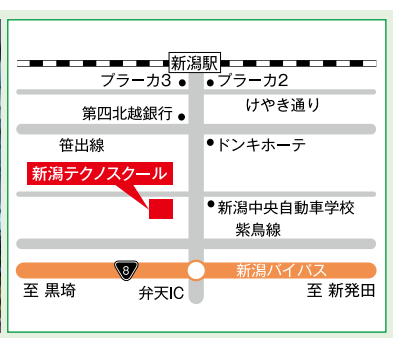 新潟駅
プラーカ3
プラーカ2
けやき通り
第四北越銀行
笹出線
ドンキホーテ
新潟テクノスクール
新潟中央自動車学校
紫鳥線
8
新潟バイパス
至 黒埼
弁天IC
至 新発田